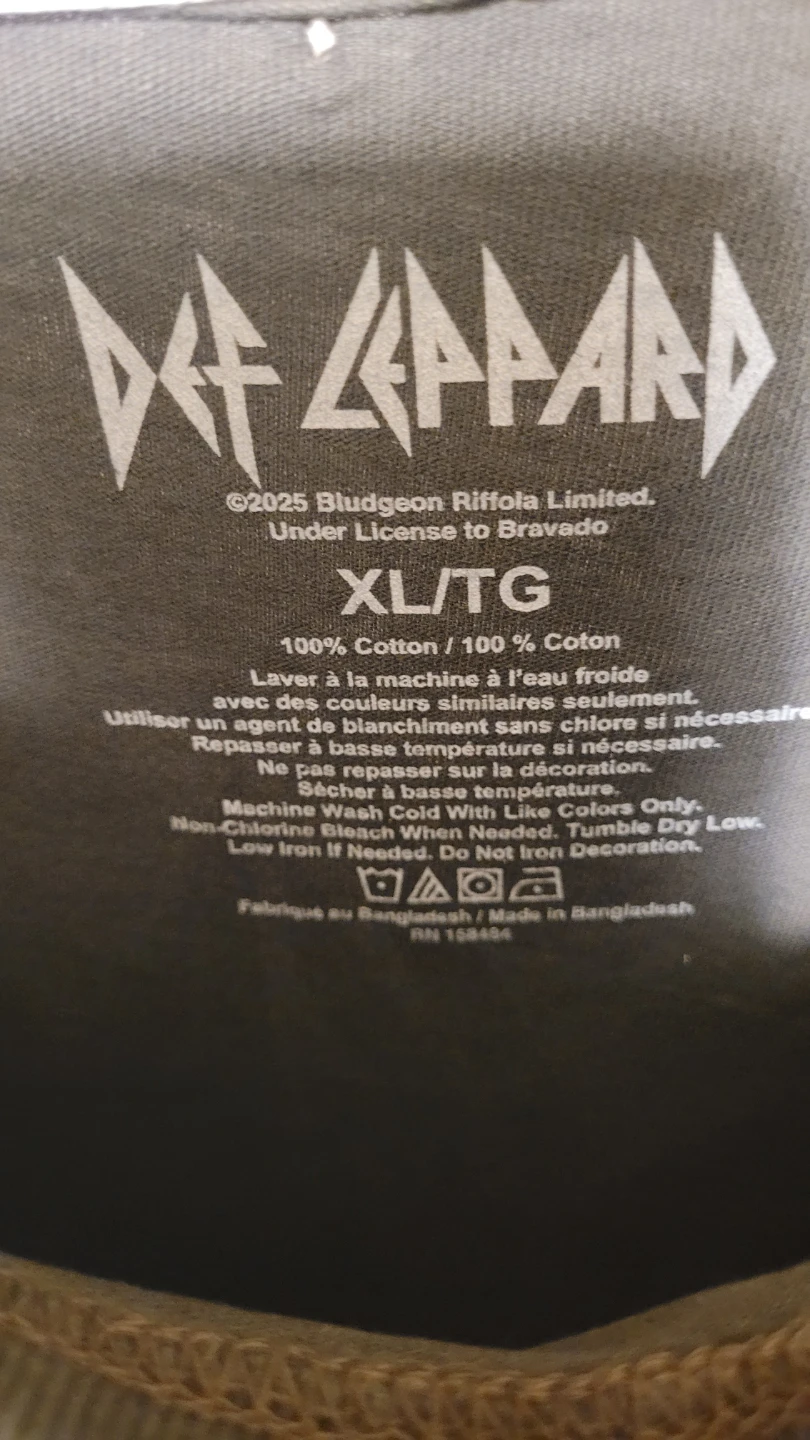 DEF LEPPARD
©2025 Bludgeon Riffola Limited.
Under License to Bravado
XL/TG
100% Cotton / 100 % Coton
Laver à la machine à l'eau froide
avec des couleurs similaires seulement.
Utiliser un agent de blanchiment sans chlore si nécessaire
Repasser à basse température si nécessaire.
Ne pas repasser sur la décoration.
Sécher à basse température.
Machine Wash Cold With Like Colors Only.
Non-Chlorine Bleach When Needed. Tumble Dry Low.
Low Iron If Needed. Do Not Iron Decoration.
Fabriqué au Bangladesh / Made in Bangladesh
RN 158484